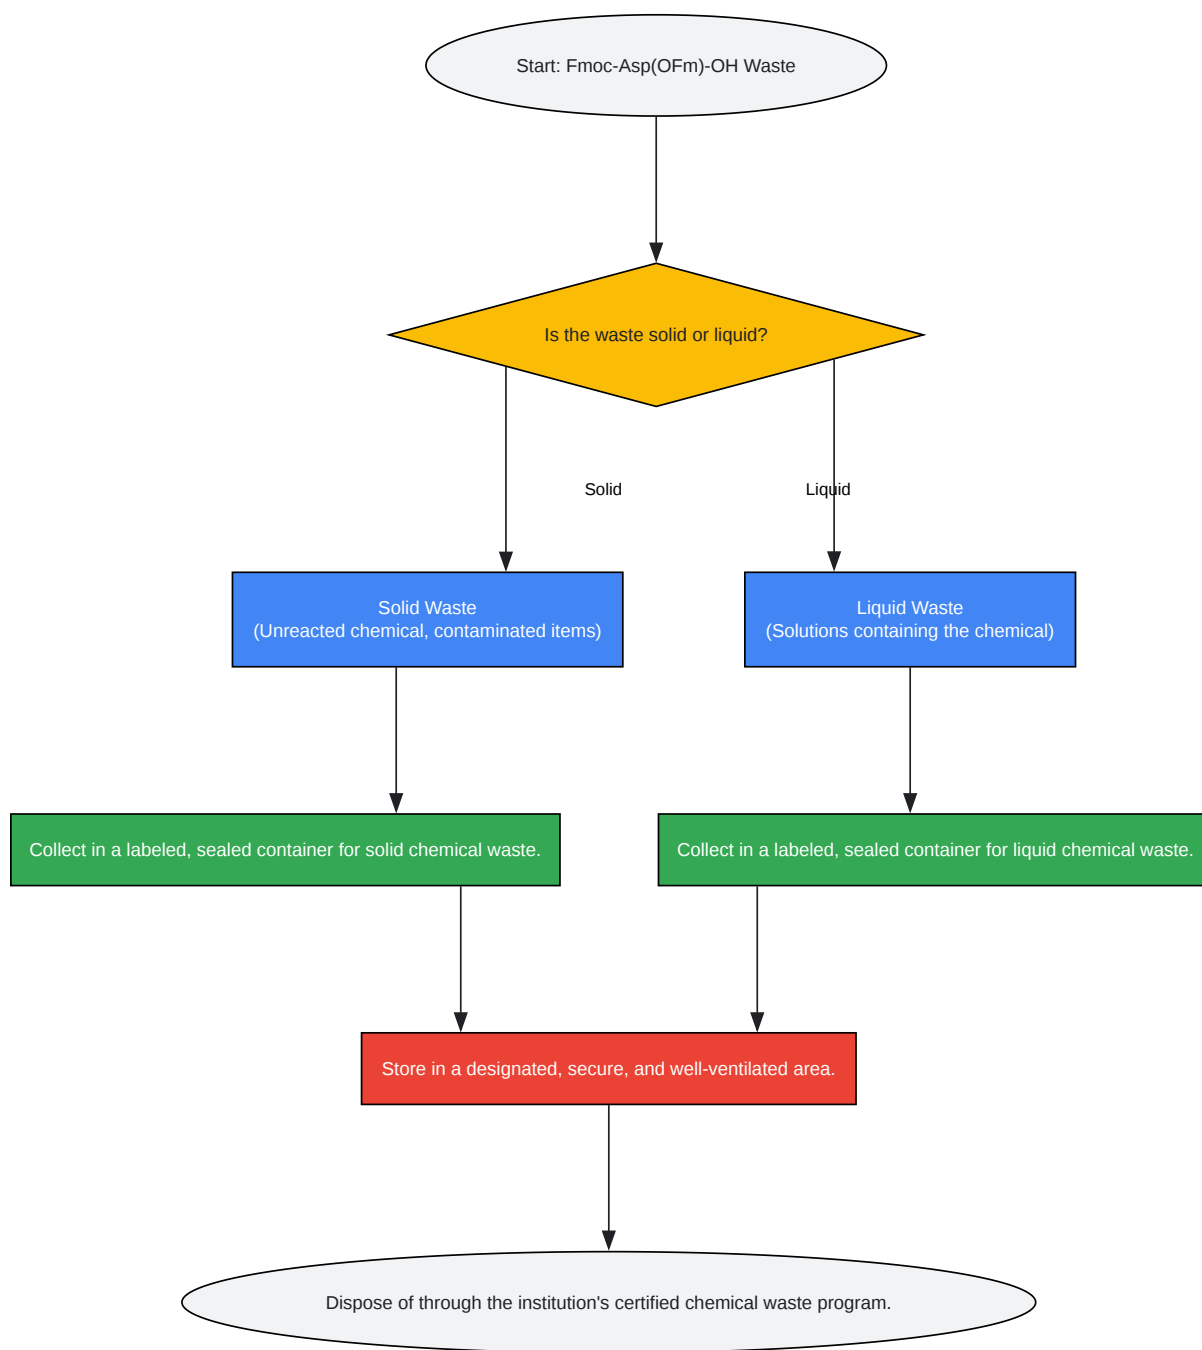 Start: Fmoc-Asp(OFm)-OH Waste
Is the waste solid or liquid?
Solid
Liquid
Solid Waste
(Unreacted chemical, contaminated items)
Liquid Waste
(Solutions containing the chemical)
Collect in a labeled, sealed container for solid chemical waste.
Collect in a labeled, sealed container for liquid chemical waste.
Store in a designated, secure, and well-ventilated area.
Dispose of through the institution's certified chemical waste program.